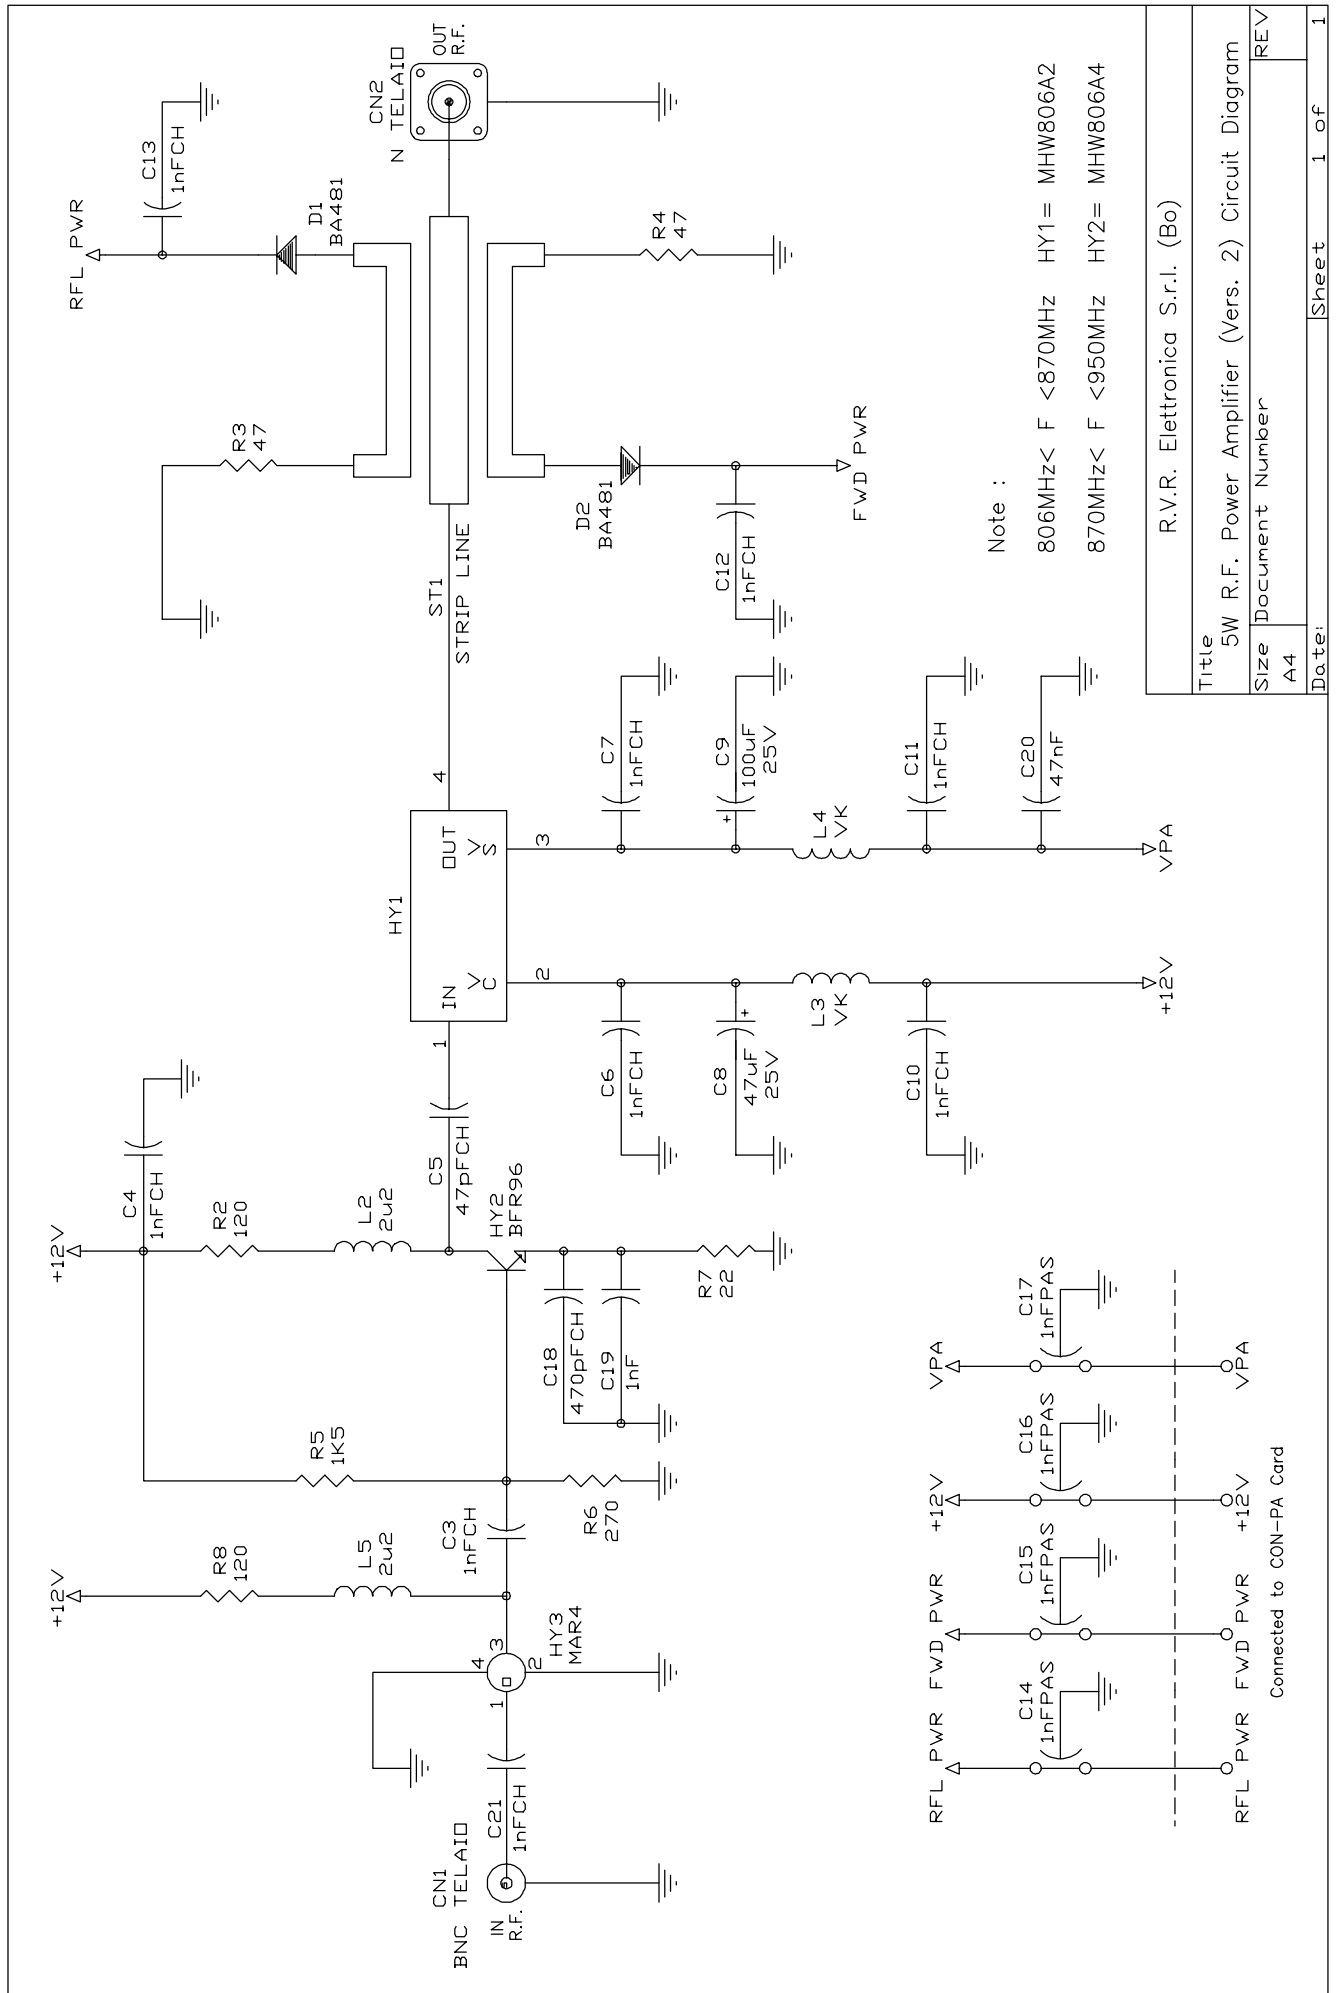 RFL PWR
C13
1nFCH
D1
BA481
R3
47
CN2
N TELAIO
OUT
R.F.
ST1
STRIP LINE
R4
47
D2
BA481
C12
1nFCH
FWD PWR
+12V
+12V
C4
1nFCH
R2
120
L2
2u2
R8
120
L5
2u2
R5
1K5
C5
47pFCH
HY2
BFR96
HY1
IN
OUT
VC
VS
1
2
3
4
C7
1nFCH
C9
100uF
25V
+
L4
VK
C11
1nFCH
C20
47nF
VPA
C6
1nFCH
C8
47uF
25V
+
L3
VK
C10
1nFCH
+12V
CN1
BNC TELAIO
IN
R.F.
C21
1nFCH
1
4
3
2
HY3
MAR4
C3
1nFCH
R6
270
C18
470pFCH
C19
1nF
R7
22
RFL PWR
FWD PWR
+12V
VPA
C14
1nFPAS
C15
1nFPAS
C16
1nFPAS
C17
1nFPAS
RFL PWR
FWD PWR
+12V
VPA
Connected to CON-PA Card
Note :
806MHz< F <870MHz HY1= MHW806A2
870MHz< F <950MHz HY2= MHW806A4
R.V.R. Elettronica S.r.l. (Bo)
Title
5W R.F. Power Amplifier (Vers. 2) Circuit Diagram
Size
Document Number
REV
A4
Date:
Sheet 1 of 1